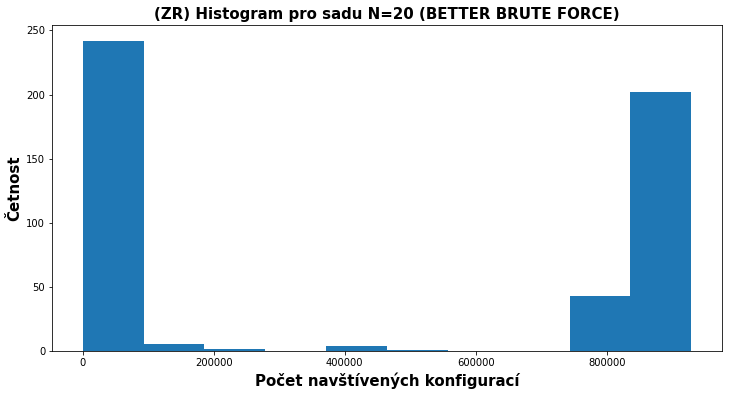 (ZR) Histogram pro sadu N=20 (BETTER BRUTE FORCE)
250
200
150
100
50
0
Četnost
0 200000 400000 600000 800000
Počet navštívených konfigurací